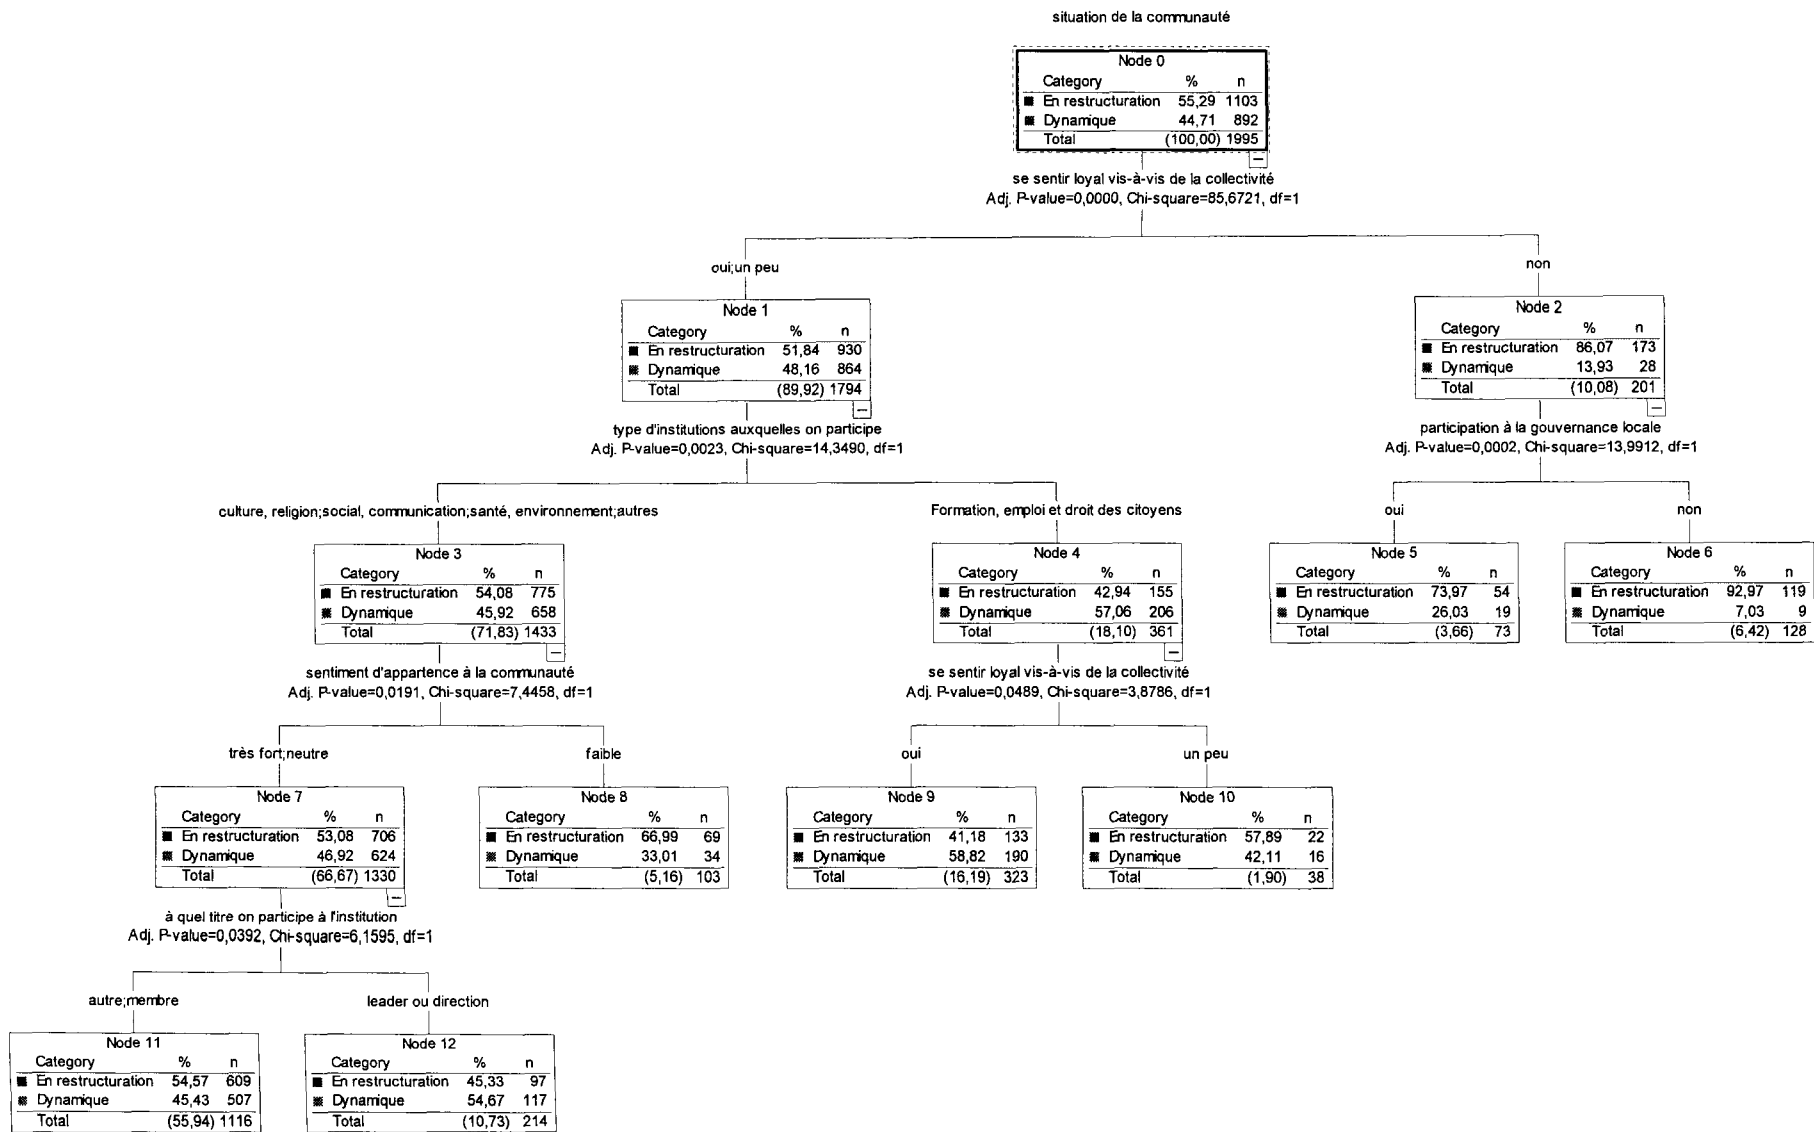 situation de la communauté
Node 0
Category % n
En restructuration 55,29 1103
Dynamique 44,71 892
Total (100,00) 1995
se sentir loyal vis-à-vis de la collectivité
Adj. P-value=0,0000, Chi-square=85,6721, df=1
oui;un peu
non
Node 1
Category % n
En restructuration 51,84 930
Dynamique 48,16 864
Total (89,92) 1794
Node 2
Category % n
En restructuration 86,07 173
Dynamique 13,93 28
Total (10,08) 201
type d'institutions auxquelles on participe
Adj. P-value=0,0023, Chi-square=14,3490, df=1
participation à la gouvernance locale
Adj. P-value=0,0002, Chi-square=13,9912, df=1
culture, religion;social, communication;santé, environnement;autres
Formation, emploi et droit des citoyens
oui
non
Node 3
Category % n
En restructuration 54,08 775
Dynamique 45,92 658
Total (71,83) 1433
Node 4
Category % n
En restructuration 42,94 155
Dynamique 57,06 206
Total (18,10) 361
Node 5
Category % n
En restructuration 73,97 54
Dynamique 26,03 19
Total (3,66) 73
Node 6
Category % n
En restructuration 92,97 119
Dynamique 7,03 9
Total (6,42) 128
sentiment d'appartence à la communauté
Adj. P-value=0,0191, Chi-square=7,4458, df=1
se sentir loyal vis-à-vis de la collectivité
Adj. P-value=0,0489, Chi-square=3,8786, df=1
très fort;neutre
faible
oui
un peu
Node 7
Category % n
En restructuration 53,08 706
Dynamique 46,92 624
Total (66,67) 1330
Node 8
Category % n
En restructuration 66,99 69
Dynamique 33,01 34
Total (5,16) 103
Node 9
Category % n
En restructuration 41,18 133
Dynamique 58,82 190
Total (16,19) 323
Node 10
Category % n
En restructuration 57,89 22
Dynamique 42,11 16
Total (1,90) 38
à quel titre on participe à l'institution
Adj. P-value=0,0392, Chi-square=6,1595, df=1
autre;membre
leader ou direction
Node 11
Category % n
En restructuration 54,57 609
Dynamique 45,43 507
Total (55,94) 1116
Node 12
Category % n
En restructuration 45,33 97
Dynamique 54,67 117
Total (10,73) 214